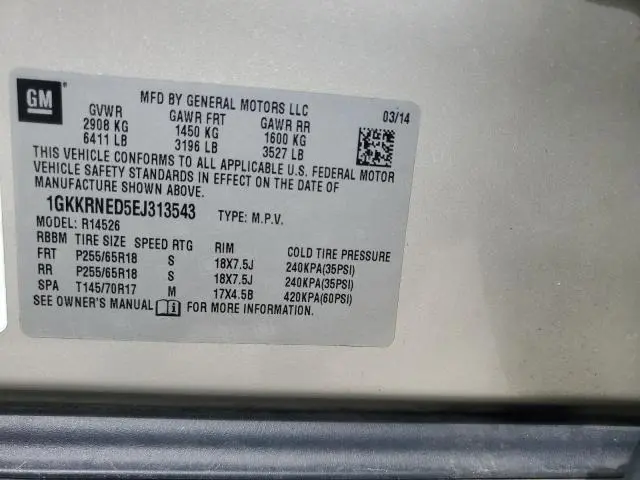 GM
MFD BY GENERAL MOTORS LLC 03/14
GVWR GAWR FRT GAWR RR
2908 KG 1450 KG 1600 KG
6411 LB 3196 LB 3527 LB
THIS VEHICLE CONFORMS TO ALL APPLICABLE U.S. FEDERAL MOTOR
VEHICLE SAFETY STANDARDS IN EFFECT ON THE DATE OF
MANUFACTURE SHOWN ABOVE.
1GKKRNED5EJ313543 TYPE: M.P.V.
MODEL: R14526
RBBM TIRE SIZE SPEED RTG RIM COLD TIRE PRESSURE
FRT P255/65R18 S 18X7.5J 240KPA(35PSI)
RR P255/65R18 S 18X7.5J 240KPA(35PSI)
SPA T145/70R17 M 17X4.5B 420KPA(60PSI)
SEE OWNER'S MANUAL FOR MORE INFORMATION.